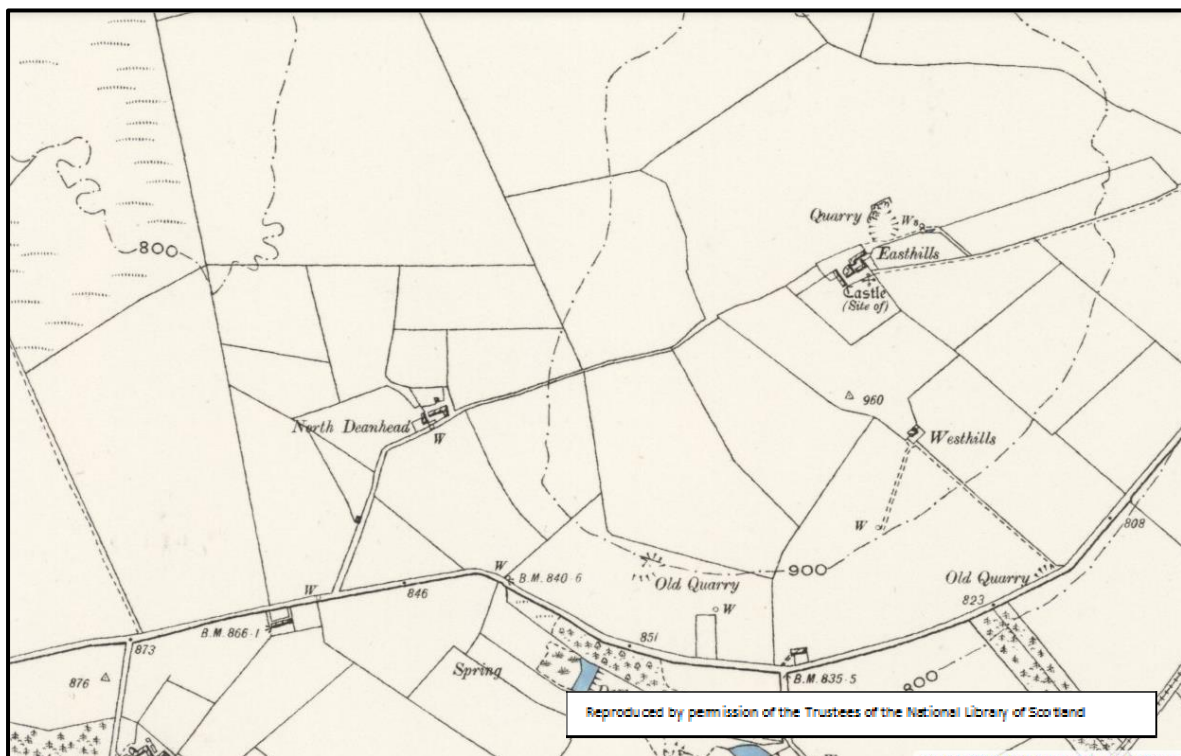 800
Quarry
Ws
Easthills
Castle
(Site of)
960
North Deanhead
W
Westhills
W
808
900
Old Quarry
W
B.M. 840·6
Old Quarry
W
846
823
W
B.M. 866·1
851
873
Spring
B.M. 835·5
876
800
Reproduced by permission of the Trustees of the National Library of Scotland